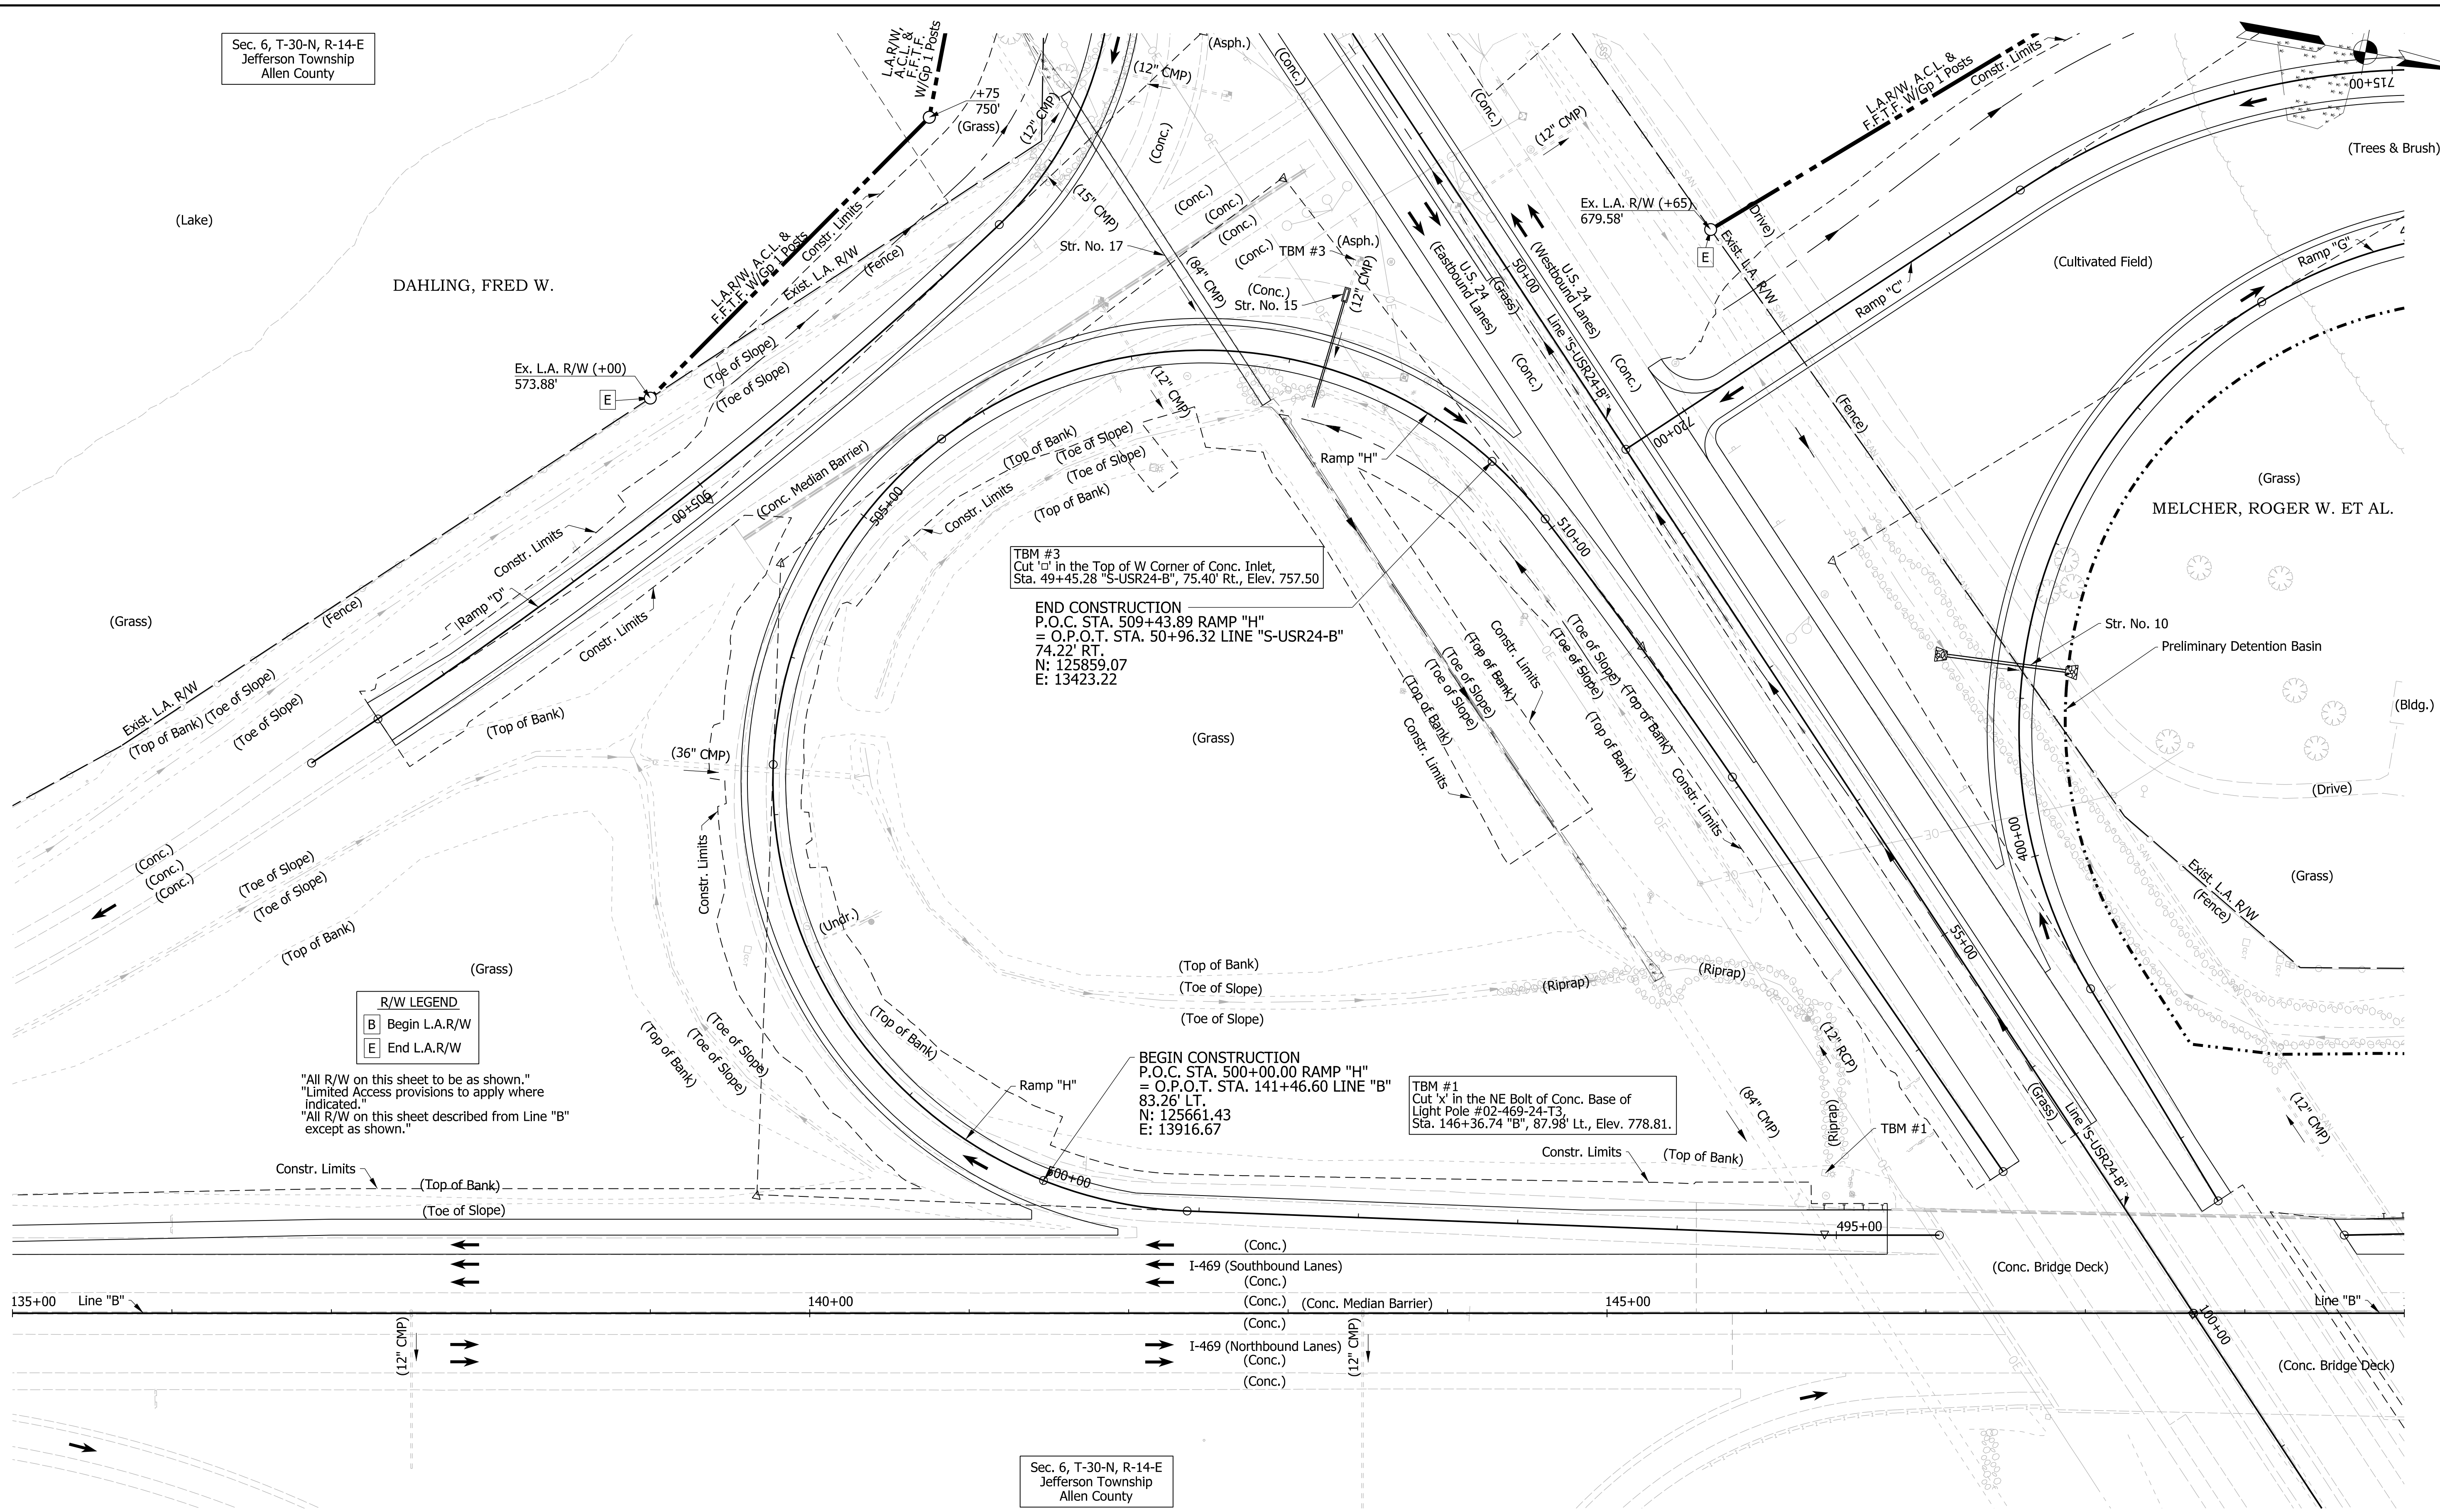 Sec. 6, T-30-N, R-14-E
Jefferson Township
Allen County
L.A.R/W,
A.C.L. &
F.F.T.F.
W/Gp 1 Posts
+75
750'
(Grass)
(12" CMP)
(12" CMP)
(Asph.)
(Conc.)
(Conc.)
(Conc.)
(12" CMP)
L.A.R/W, A.C.L. &
F.F.T.F. W/Gp 1 Posts
Constr. Limits
715+00
(Trees & Brush)
(Lake)
DAHLING, FRED W.
L.A.R/W, A.C.L. &
F.F.T.F. W/Gp 1 Posts
Constr. Limits
Exist. L.A. R/W
(Fence)
(15" CMP)
Str. No. 17
(84" CMP)
(Conc.)
(Conc.)
(Conc.)
(Conc.)
TBM #3
(Asph.)
(Conc.)
Str. No. 15
(12" CMP)
U.S. 24
(Eastbound Lanes)
(Grass)
50+00
U.S. 24
(Westbound Lanes)
Line "S-USR24-B"
(Conc.)
(Conc.)
Ex. L.A. R/W (+65)
679.58'
E
(Drive)
Exist. L.A. R/W
SAN
SAN
Ramp "C"
(Cultivated Field)
Ramp "G"
Ex. L.A. R/W (+00)
573.88'
E
(Toe of Slope)
(Toe of Slope)
(12" CMP)
720+00
(Fence)
(Grass)
MELCHER, ROGER W. ET AL.
905+00
(Conc. Median Barrier)
505+00
(Top of Bank)
(Toe of Slope)
(Toe of Slope)
(Top of Bank)
Constr. Limits
Ramp "H"
510+00
Constr. Limits
Ramp "D"
Constr. Limits
(Grass)
(Fence)
TBM #3
Cut '□' in the Top of W Corner of Conc. Inlet,
Sta. 49+45.28 "S-USR24-B", 75.40' Rt., Elev. 757.50
END CONSTRUCTION
P.O.C. STA. 509+43.89 RAMP "H"
= O.P.O.T. STA. 50+96.32 LINE "S-USR24-B"
74.22' RT.
N: 125859.07
E: 13423.22
Str. No. 10
Preliminary Detention Basin
Exist. L.A. R/W
(Top of Bank)
(Toe of Slope)
(Toe of Slope)
(Top of Bank)
(36" CMP)
(Grass)
Constr. Limits
(Top of Bank)
(Toe of Slope)
(Toe of Slope)
(Top of Bank)
Constr. Limits
(Toe of Slope)
(Toe of Slope)
(Top of Bank)
(Top of Bank)
Constr. Limits
(Bldg.)
(Drive)
OE
30
30
400+00
(Grass)
Exist. L.A. R/W
(Fence)
(Conc.)
(Conc.)
(Conc.)
(Toe of Slope)
(Toe of Slope)
(Top of Bank)
Constr. Limits
(Undr.)
(Grass)
(Top of Bank)
(Toe of Slope)
(Toe of Slope)
(Riprap)
(Riprap)
55+00
R/W LEGEND
B Begin L.A.R/W
E End L.A.R/W
"All R/W on this sheet to be as shown."
"Limited Access provisions to apply where
indicated."
"All R/W on this sheet described from Line "B"
except as shown."
(Top of Bank)
(Toe of Slope)
(Toe of Slope)
(Top of Bank)
Ramp "H"
BEGIN CONSTRUCTION
P.O.C. STA. 500+00.00 RAMP "H"
= O.P.O.T. STA. 141+46.60 LINE "B"
83.26' LT.
N: 125661.43
E: 13916.67
TBM #1
Cut 'x' in the NE Bolt of Conc. Base of
Light Pole #02-469-24-T3,
Sta. 146+36.74 "B", 87.98' Lt., Elev. 778.81.
(84" CMP)
(12" RCP)
(Riprap)
TBM #1
(Grass)
Line "S-USR24-B"
(12" CMP)
Constr. Limits
(Top of Bank)
(Toe of Slope)
500+00
Constr. Limits
(Top of Bank)
495+00
(Conc.)
I-469 (Southbound Lanes)
(Conc.)
(Conc. Bridge Deck)
135+00
Line "B"
140+00
(Conc.)
(Conc. Median Barrier)
145+00
Line "B"
100+00
(12" CMP)
(Conc.)
I-469 (Northbound Lanes)
(Conc.)
(Conc.)
(12" CMP)
OE
(Conc. Bridge Deck)
Sec. 6, T-30-N, R-14-E
Jefferson Township
Allen County